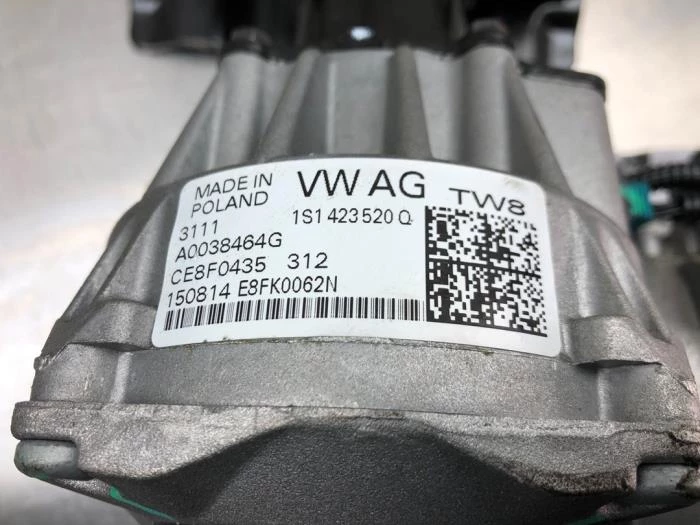 MADE IN
POLAND
VW AG
TW8
3111
1S1 423 520 Q
A0038464G
CE8F0435 312
150814 E8FK0062N